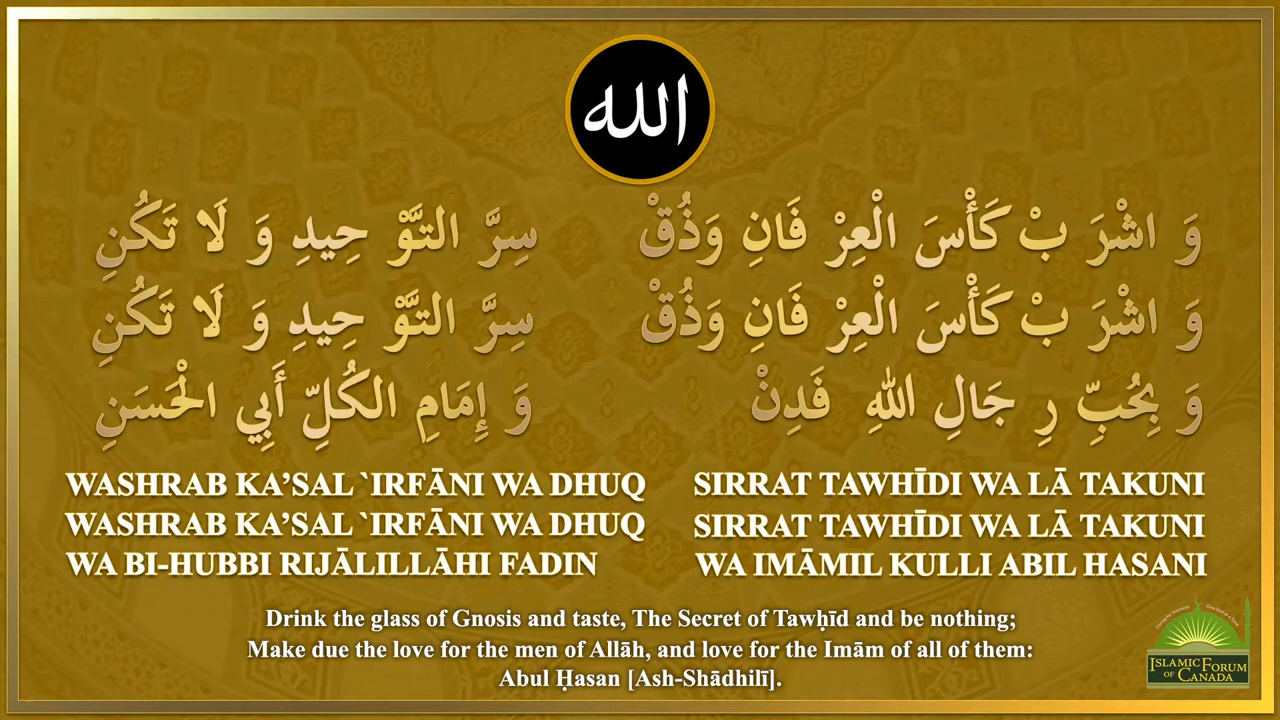 الله
وَ اشْرَ بْ كَأْسَ الْعِرْ فَانِ وَذُقْ سِرَّ التَّوْ حِيدِ وَ لَا تَكُنِ
وَ اشْرَ بْ كَأْسَ الْعِرْ فَانِ وَذُقْ سِرَّ التَّوْ حِيدِ وَ لَا تَكُنِ
وَ بِحُبِّ رِ جَالِ اللهِ فَدِنْ وَ إِمَامِ الكُلِّ أَبِي الْحَسَنِ
WASHRAB KA’SAL `IRFĀNI WA DHUQ SIRRAT TAWHĪDI WA LĀ TAKUNI
WASHRAB KA’SAL `IRFĀNI WA DHUQ SIRRAT TAWHĪDI WA LĀ TAKUNI
WA BI-HUBBI RIJĀLILLĀHI FADIN WA IMĀMIL KULLI ABIL HASANI
Drink the glass of Gnosis and taste, The Secret of Tawḥīd and be nothing;
Make due the love for the men of Allāh, and love for the Imām of all of them:
Abul Ḥasan [Ash-Shādhilī].
ISLAMIC FORUM
OF CANADA